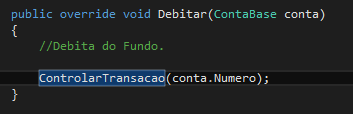 public override void Debitar(ContaBase conta)
{
//Debita do Fundo.
ControlarTransacao(conta.Numero);
}